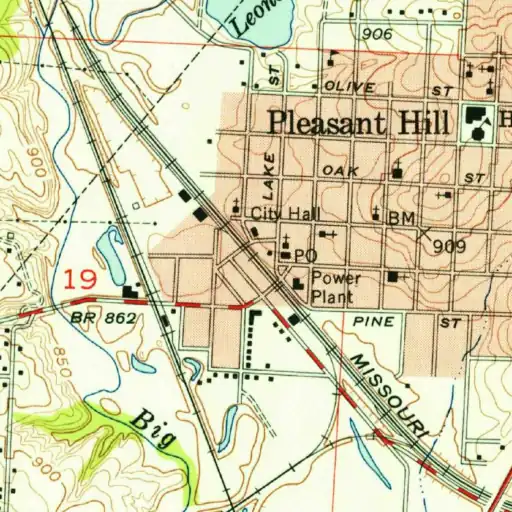 Leon
906
OLIVE ST
ST
Pleasant Hill
H
900
LAKE
OAK ST
City Hall
BM
909
PO
19
Power
Plant
BR 862
PINE ST
850
MISSOURI
Big
900